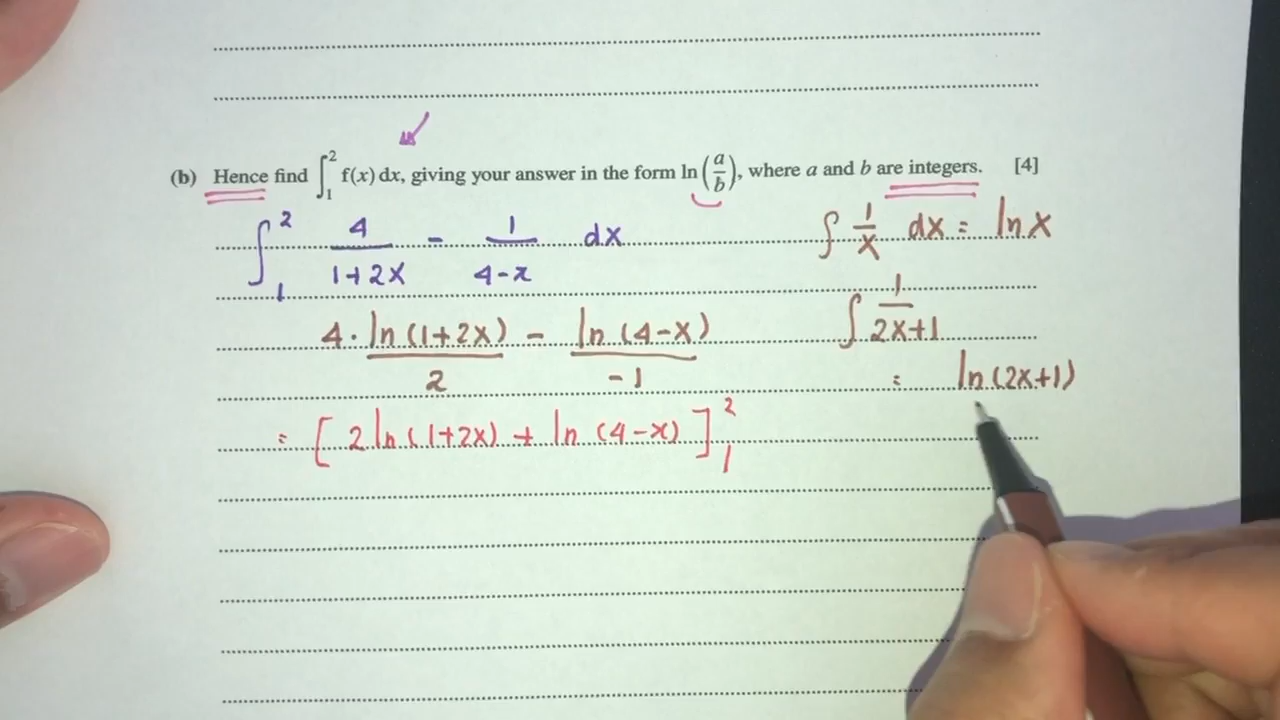 (b) Hence find ∫₁² f(x) dx, giving your answer in the form ln(a/b), where a and b are integers. [4]
∫₁² 4/(1+2x) - 1/(4-x) dx
∫ 1/x dx = ln x
4 · ln(1+2x)/2 - ln(4-x)/-1
∫ 1/(2x+1)
= ln(2x+1)
= [2 ln(1+2x) + ln(4-x)]₁²